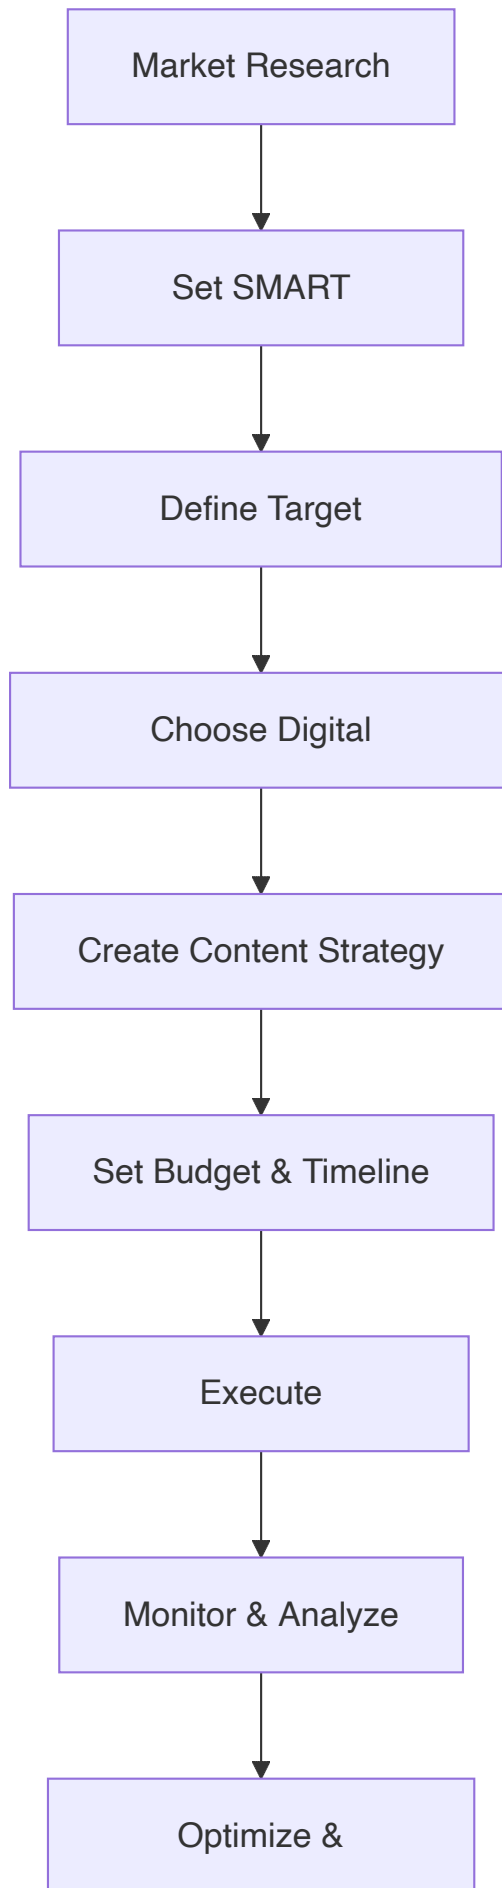 Market Research
Set SMART
Define Target
Choose Digital
Create Content Strategy
Set Budget & Timeline
Execute
Monitor & Analyze
Optimize &